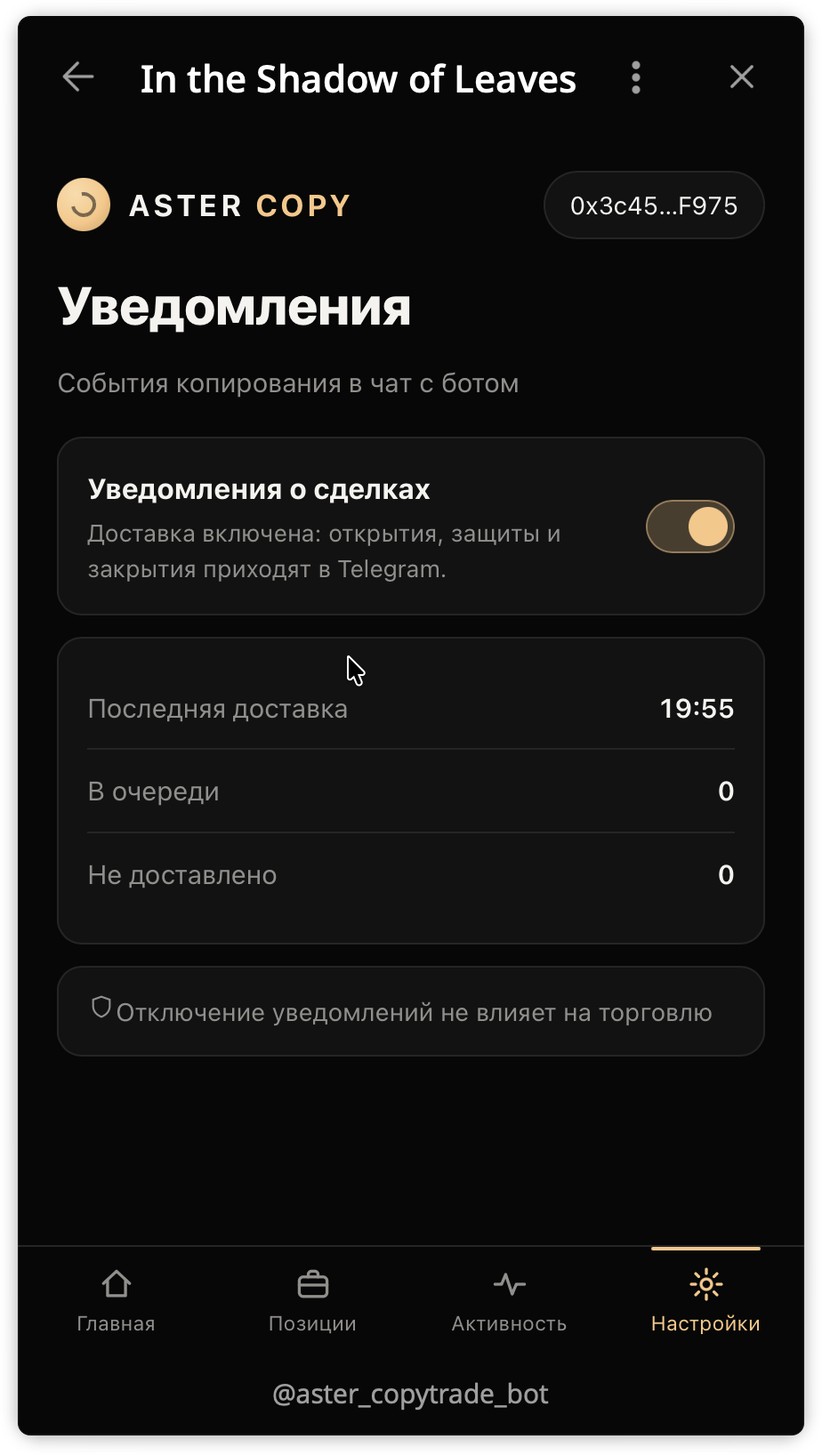 In the Shadow of Leaves
ASTER COPY
0x3c45...F975
Уведомления
События копирования в чат с ботом
Уведомления о сделках
Доставка включена: открытия, защиты и
закрытия приходят в Telegram.
Последняя доставка
19:55
В очереди
0
Не доставлено
0
Отключение уведомлений не влияет на торговлю
Главная
Позиции
Активность
Настройки
@aster_copytrade_bot